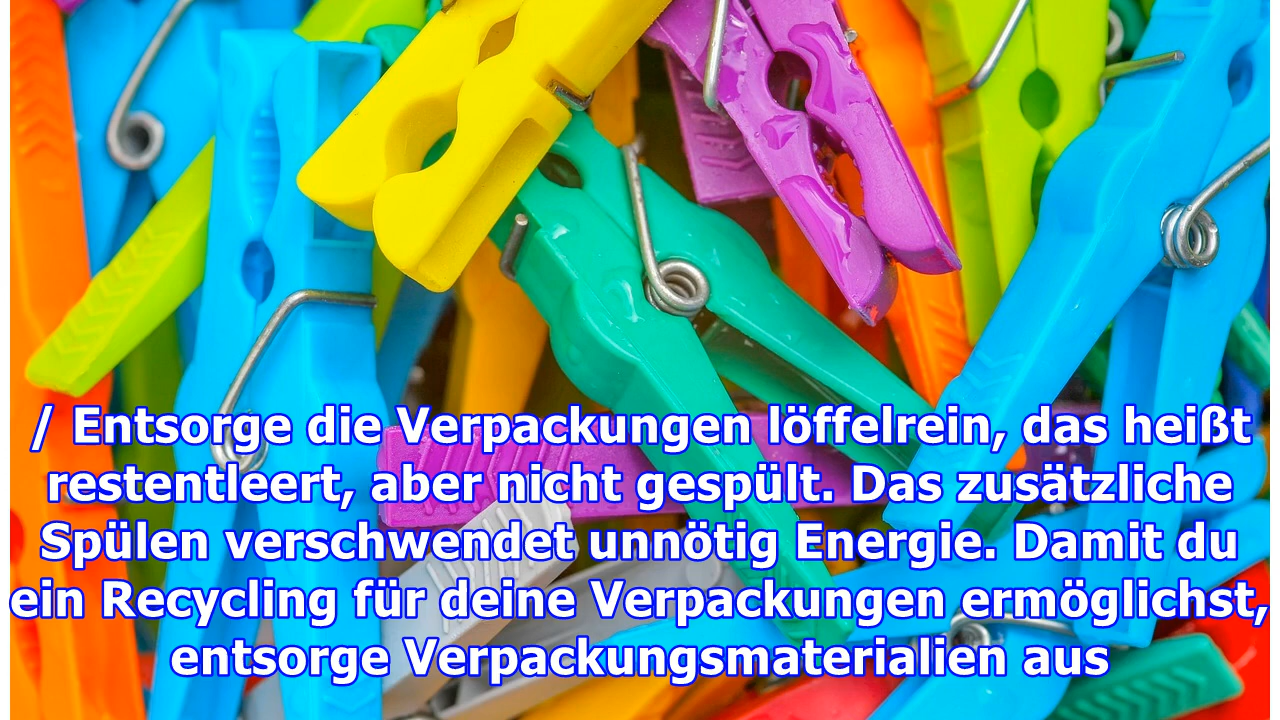 / Entsorge die Verpackungen löffelrein, das heißt
restentleert, aber nicht gespült. Das zusätzliche
Spülen verschwendet unnötig Energie. Damit du
ein Recycling für deine Verpackungen ermöglichst,
entsorge Verpackungsmaterialien aus